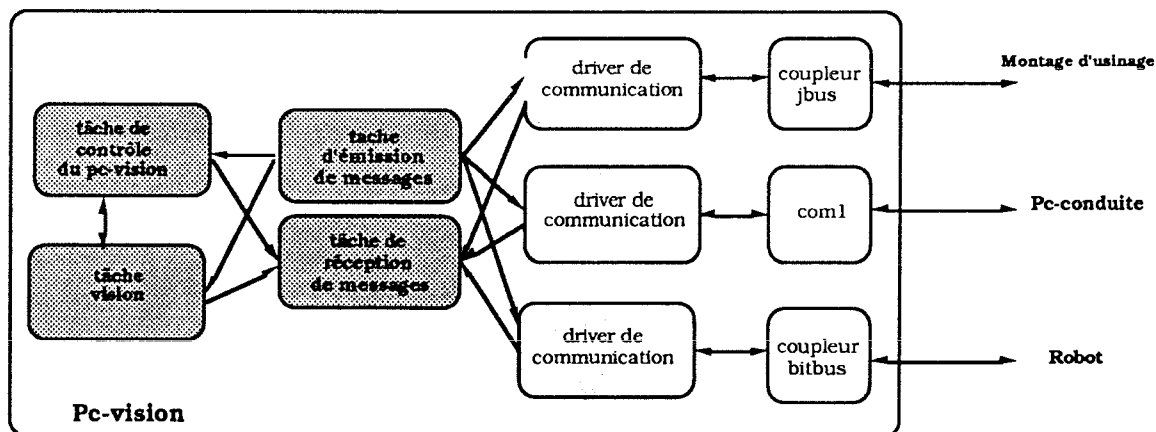 tâche de
contrôle
du pc-vision
tâche
vision
tache
d'émission
de messages
tâche de
réception
de messages
driver de
communication
driver de
communication
driver de
communication
coupleur
jbus
com1
coupleur
bitbus
Montage d'usinage
Pc-conduite
Robot
Pc-vision